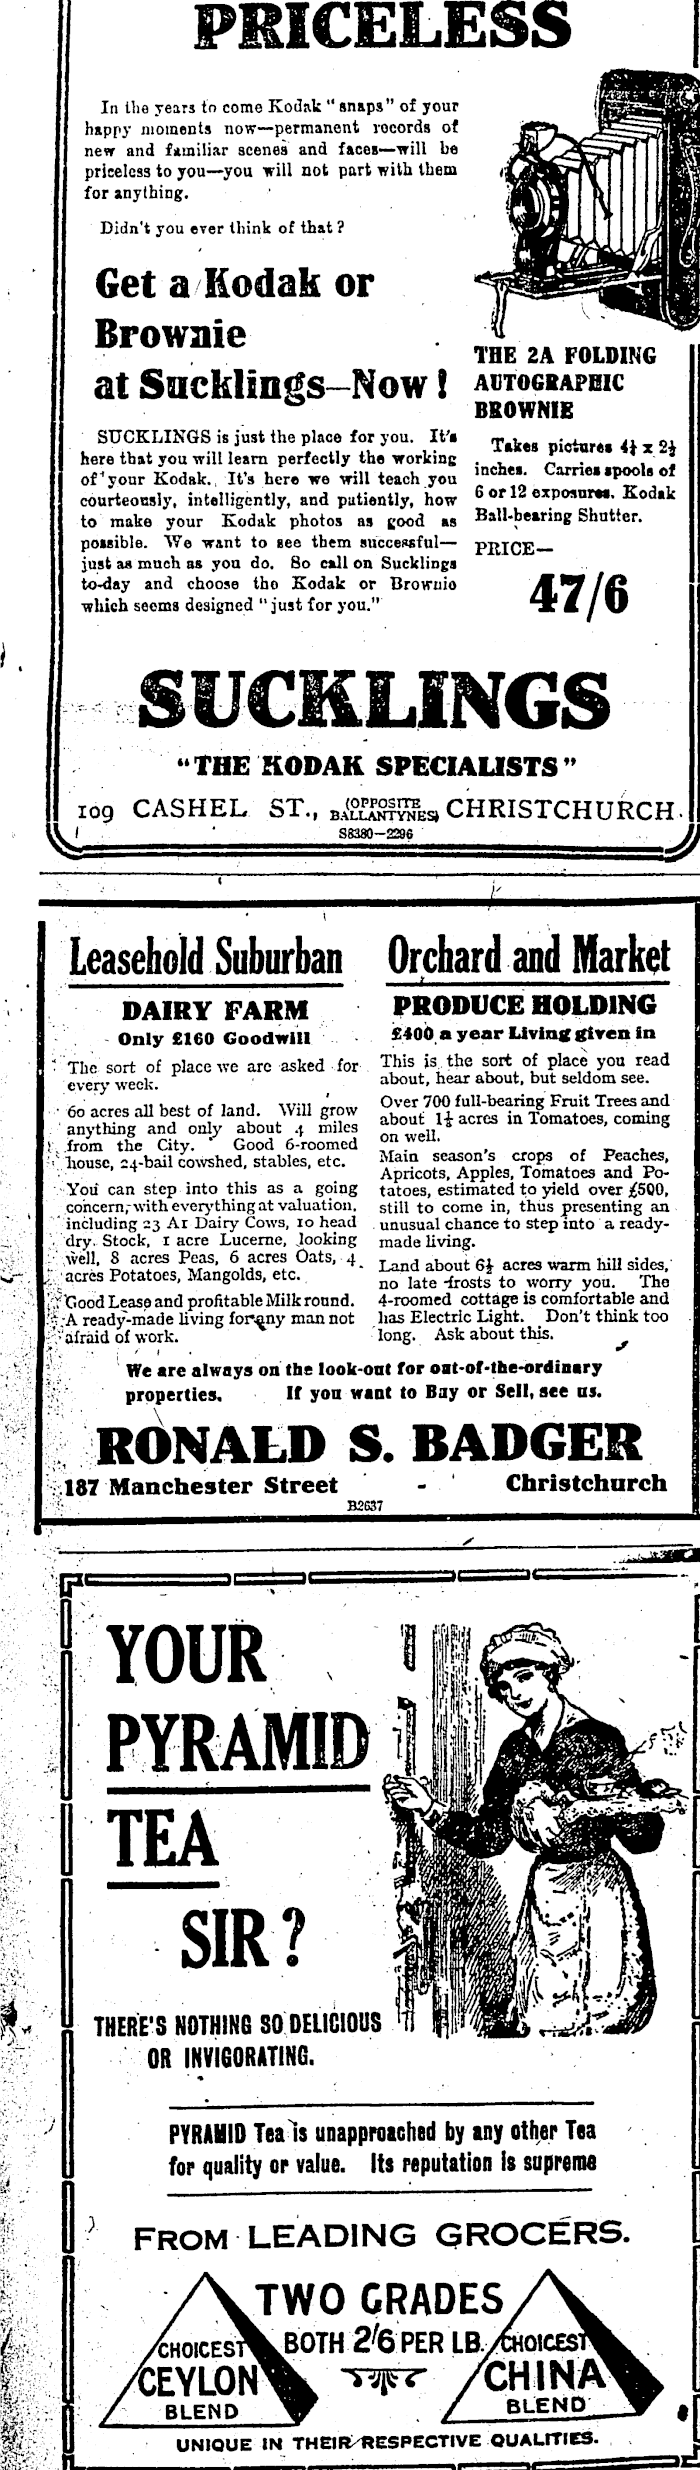 PRICELESS
In the years to come Kodak "snaps" of your
happy moments now—permanent records of
new and familiar scenes and faces—will be
priceless to you—you will not part with them
for anything.
Didn't you ever think of that?
Get a Kodak or
Brownie
at Sucklings—Now!
SUCKLINGS is just the place for you. It's
here that you will learn perfectly the working
of your Kodak. It's here we will teach you
courteously, intelligently, and patiently, how
to make your Kodak photos as good as
possible. We want to see them successful—
just as much as you do. So call on Sucklings
to-day and choose the Kodak or Brownie
which seems designed "just for you."
THE 2A FOLDING
AUTOGRAPHIC
BROWNIE
Takes pictures 4¼ x 2½
inches. Carries spools of
6 or 12 exposures. Kodak
Ball-bearing Shutter.
PRICE—
47/6
SUCKLINGS
"THE KODAK SPECIALISTS"
109 CASHEL ST., (OPPOSITE BALLANTYNES) CHRISTCHURCH.
S8380—2296
Leasehold Suburban
DAIRY FARM
Only £160 Goodwill
The sort of place we are asked for
every week.
60 acres all best of land. Will grow
anything and only about 4 miles
from the City. Good 6-roomed
house, 24-bail cowshed, stables, etc.
You can step into this as a going
concern, with everything at valuation,
including 23 A1 Dairy Cows, 10 head
dry Stock, 1 acre Lucerne, looking
well, 8 acres Peas, 6 acres Oats, 4
acres Potatoes, Mangolds, etc.
Good Lease and profitable Milk round.
A ready-made living for any man not
afraid of work.
Orchard and Market
PRODUCE HOLDING
£400 a year Living given in
This is the sort of place you read
about, hear about, but seldom see.
Over 700 full-bearing Fruit Trees and
about 1½ acres in Tomatoes, coming
on well.
Main season's crops of Peaches,
Apricots, Apples, Tomatoes and Po-
tatoes, estimated to yield over £500,
still to come in, thus presenting an
unusual chance to step into a ready-
made living.
Land about 6½ acres warm hill sides,
no late frosts to worry you. The
4-roomed cottage is comfortable and
has Electric Light. Don't think too
long. Ask about this.
We are always on the look-out for out-of-the-ordinary
properties. If you want to Buy or Sell, see us.
RONALD S. BADGER
187 Manchester Street - Christchurch
B2637
YOUR
PYRAMID
TEA
SIR?
THERE'S NOTHING SO DELICIOUS
OR INVIGORATING.
PYRAMID Tea is unapproached by any other Tea
for quality or value. Its reputation is supreme
FROM LEADING GROCERS.
TWO GRADES
BOTH 2/6 PER LB.
CHOICEST
CEYLON
BLEND
CHOICEST
CHINA
BLEND
UNIQUE IN THEIR RESPECTIVE QUALITIES.